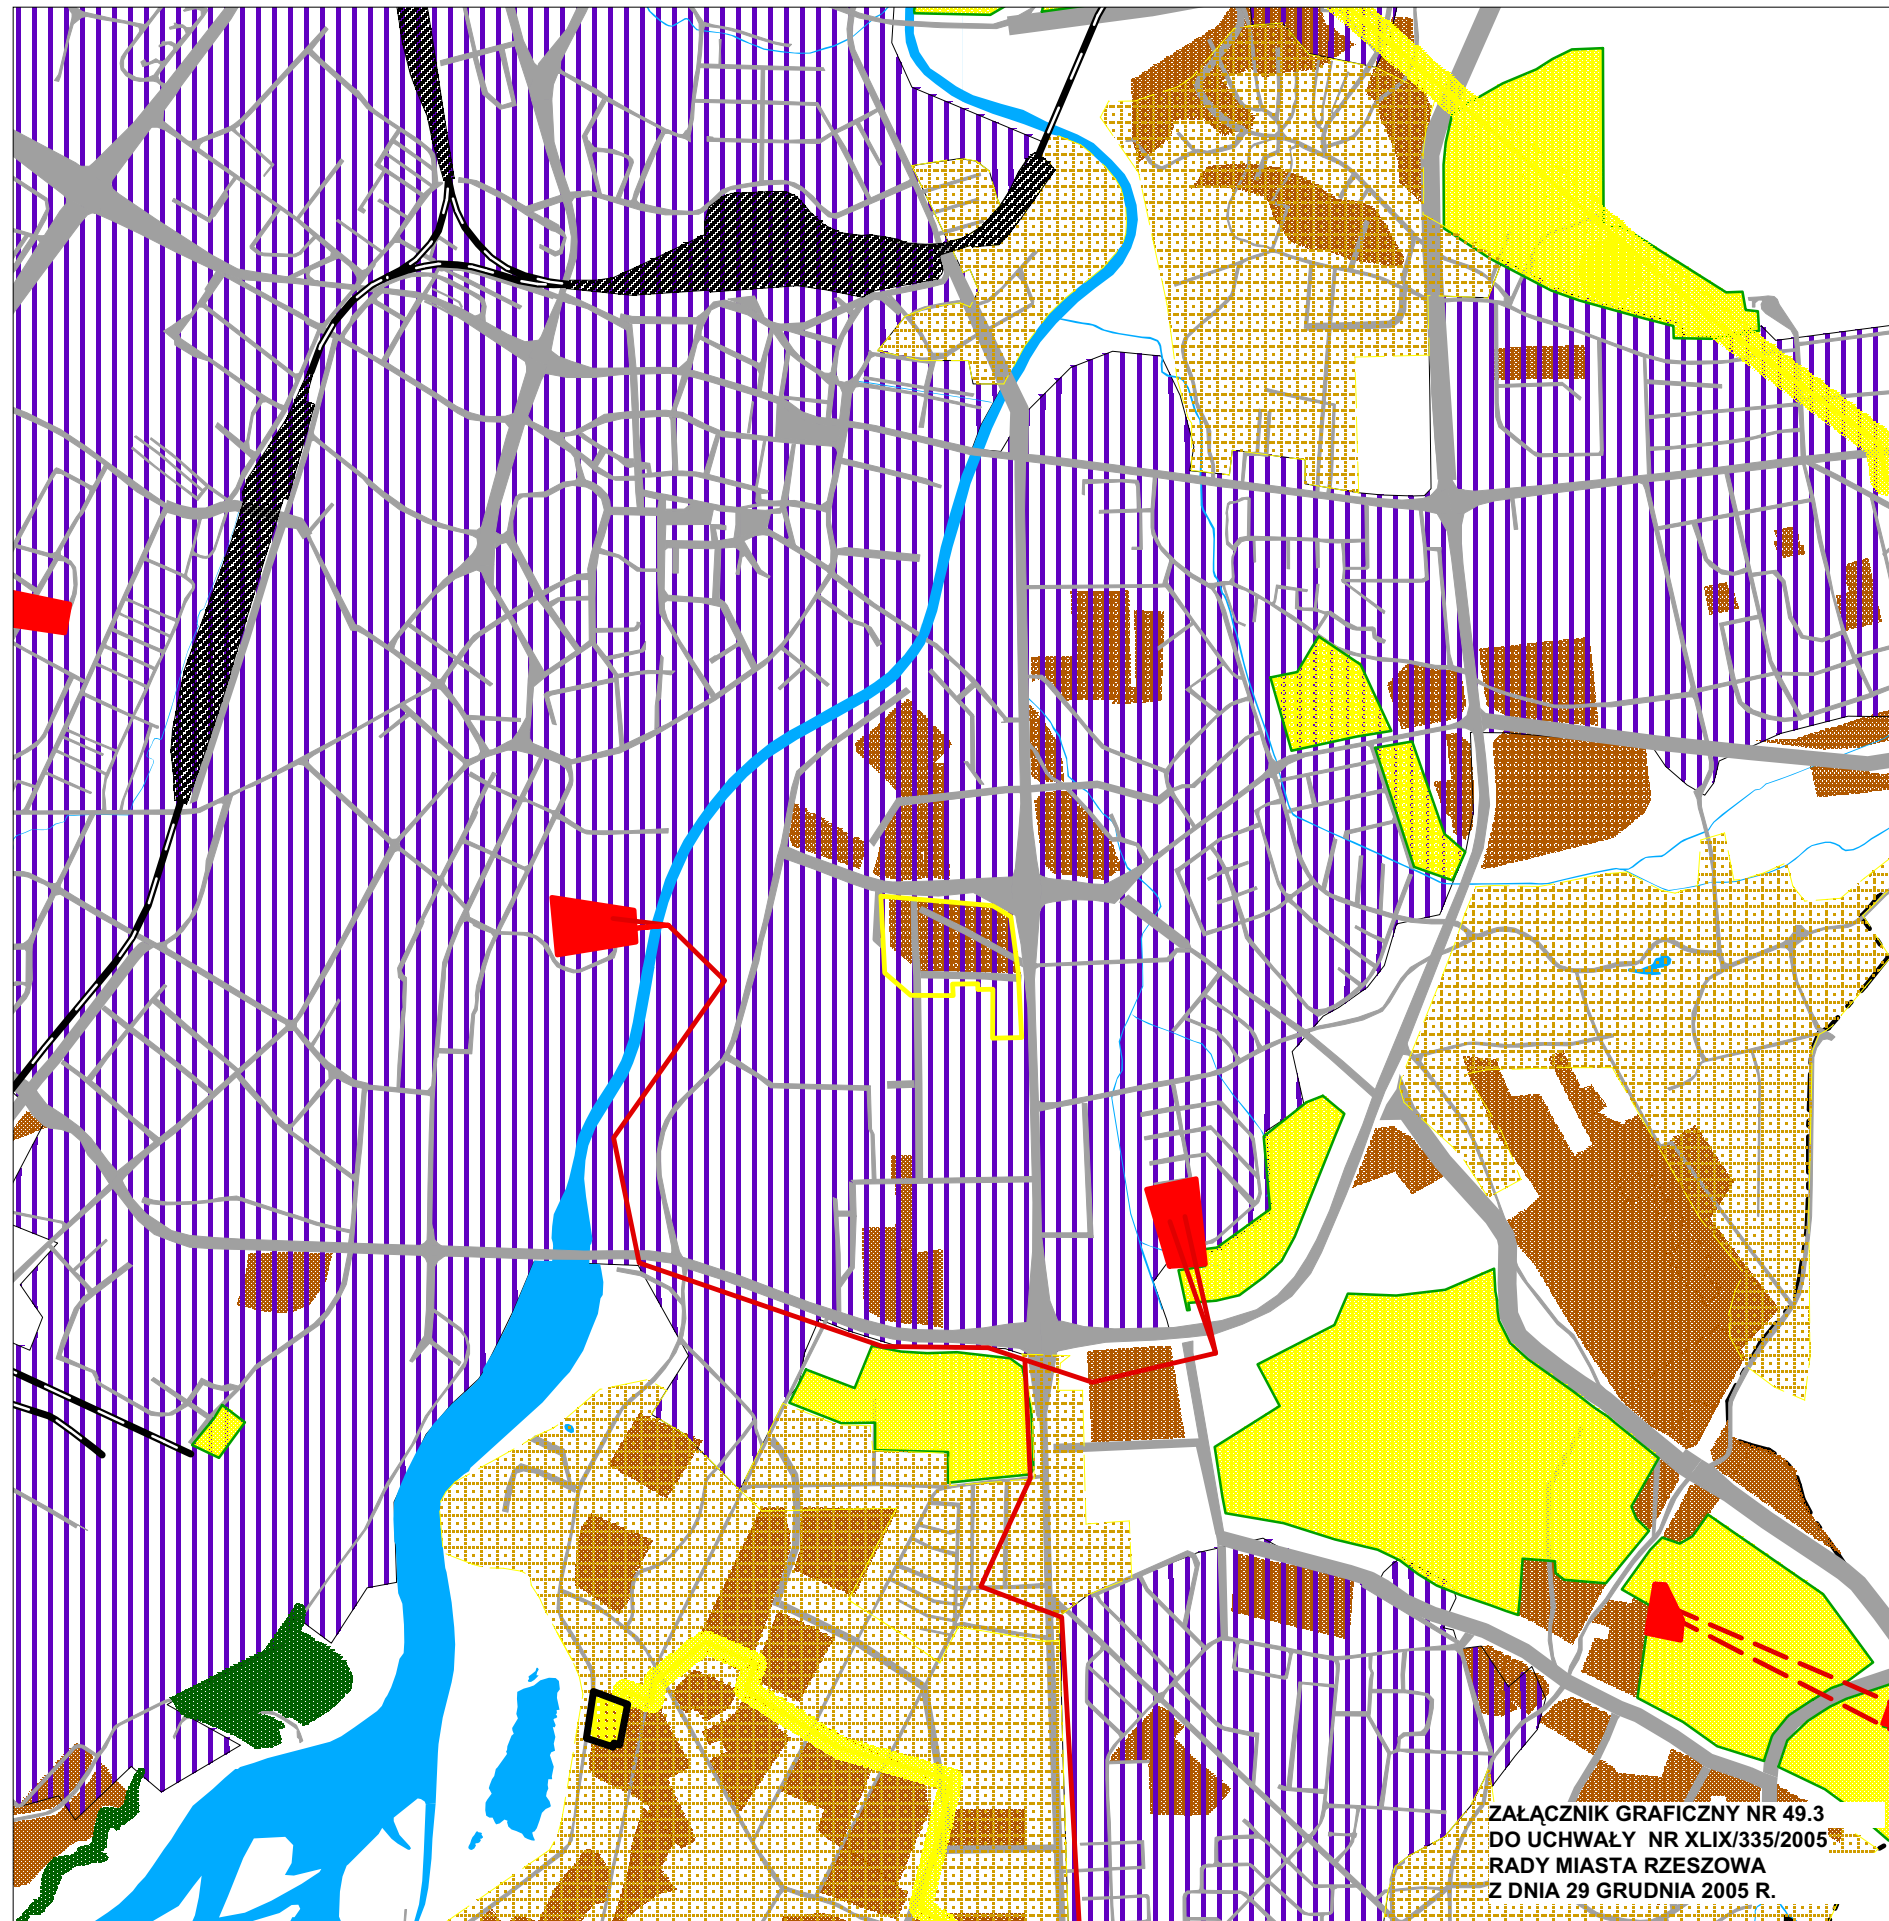 ZAŁĄCZNIK GRAFICZNY NR 49.3
DO UCHWAŁY NR XLIX/335/2005
RADY MIASTA RZESZOWA
Z DNIA 29 GRUDNIA 2005 R.